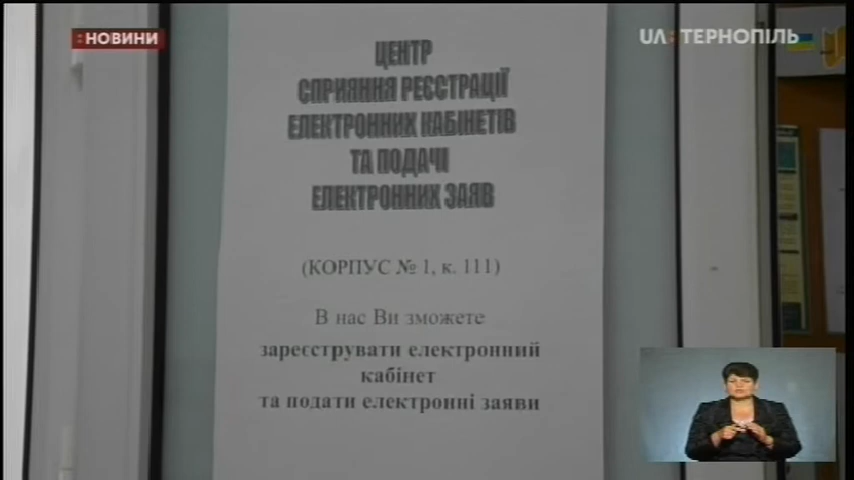 :НОВИНИ
UA:ТЕРНОПІЛЬ
ЦЕНТР
СПРИЯННЯ РЕЄСТРАЦІЇ
ЕЛЕКТРОННИХ КАБІНЕТІВ
ТА ПОДАЧІ
ЕЛЕКТРОННИХ ЗАЯВ
(КОРПУС № 1, к. 111)
В нас Ви зможете
зареєструвати електронний
кабінет
та подати електронні заяви